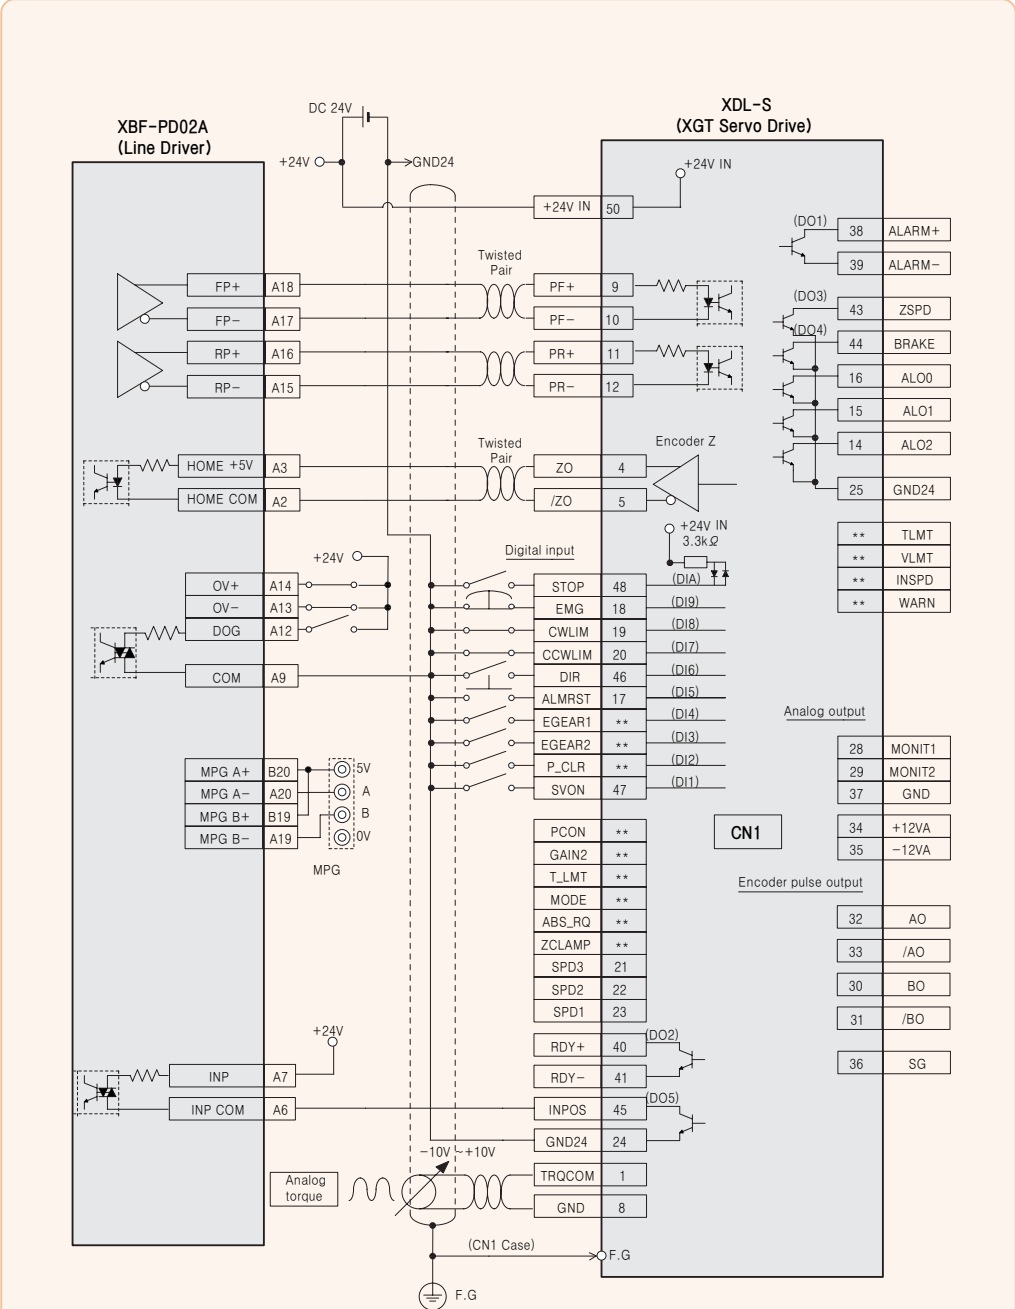 XDL-S
(XGT Servo Drive)
XBF-PD02A
(Line Driver)
DC 24V
+24V
GND24
+24V IN
+24V IN 50
(DO1)
38 ALARM+
39 ALARM-
Twisted
Pair
FP+ A18
FP- A17
RP+ A16
RP- A15
PF+ 9
PF- 10
PR+ 11
PR- 12
(DO3)
43 ZSPD
(DO4)
44 BRAKE
16 ALO0
15 ALO1
14 ALO2
25 GND24
Twisted
Pair
HOME +5V A3
HOME COM A2
ZO 4
/ZO 5
Encoder Z
+24V IN
3.3kΩ
** TLMT
** VLMT
** INSPD
** WARN
+24V
OV+ A14
OV- A13
DOG A12
COM A9
Digital input
STOP 48 (DIA)
EMG 18 (DI9)
CWLIM 19 (DI8)
CCWLIM 20 (DI7)
DIR 46 (DI6)
ALMRST 17 (DI5)
EGEAR1 ** (DI4)
EGEAR2 ** (DI3)
P_CLR ** (DI2)
SVON 47 (DI1)
Analog output
28 MONIT1
29 MONIT2
37 GND
34 +12VA
35 -12VA
MPG A+ B20 5V
MPG A- A20 A
MPG B+ B19 B
MPG B- A19 0V
MPG
PCON **
GAIN2 **
T_LMT **
MODE **
ABS_RQ **
ZCLAMP **
SPD3 21
SPD2 22
SPD1 23
CN1
Encoder pulse output
32 AO
33 /AO
30 BO
31 /BO
36 SG
+24V
INP A7
INP COM A6
RDY+ 40 (DO2)
RDY- 41
INPOS 45 (DO5)
GND24 24
-10V ~+10V
Analog
torque
TRQCOM 1
GND 8
(CN1 Case)
F.G
F.G